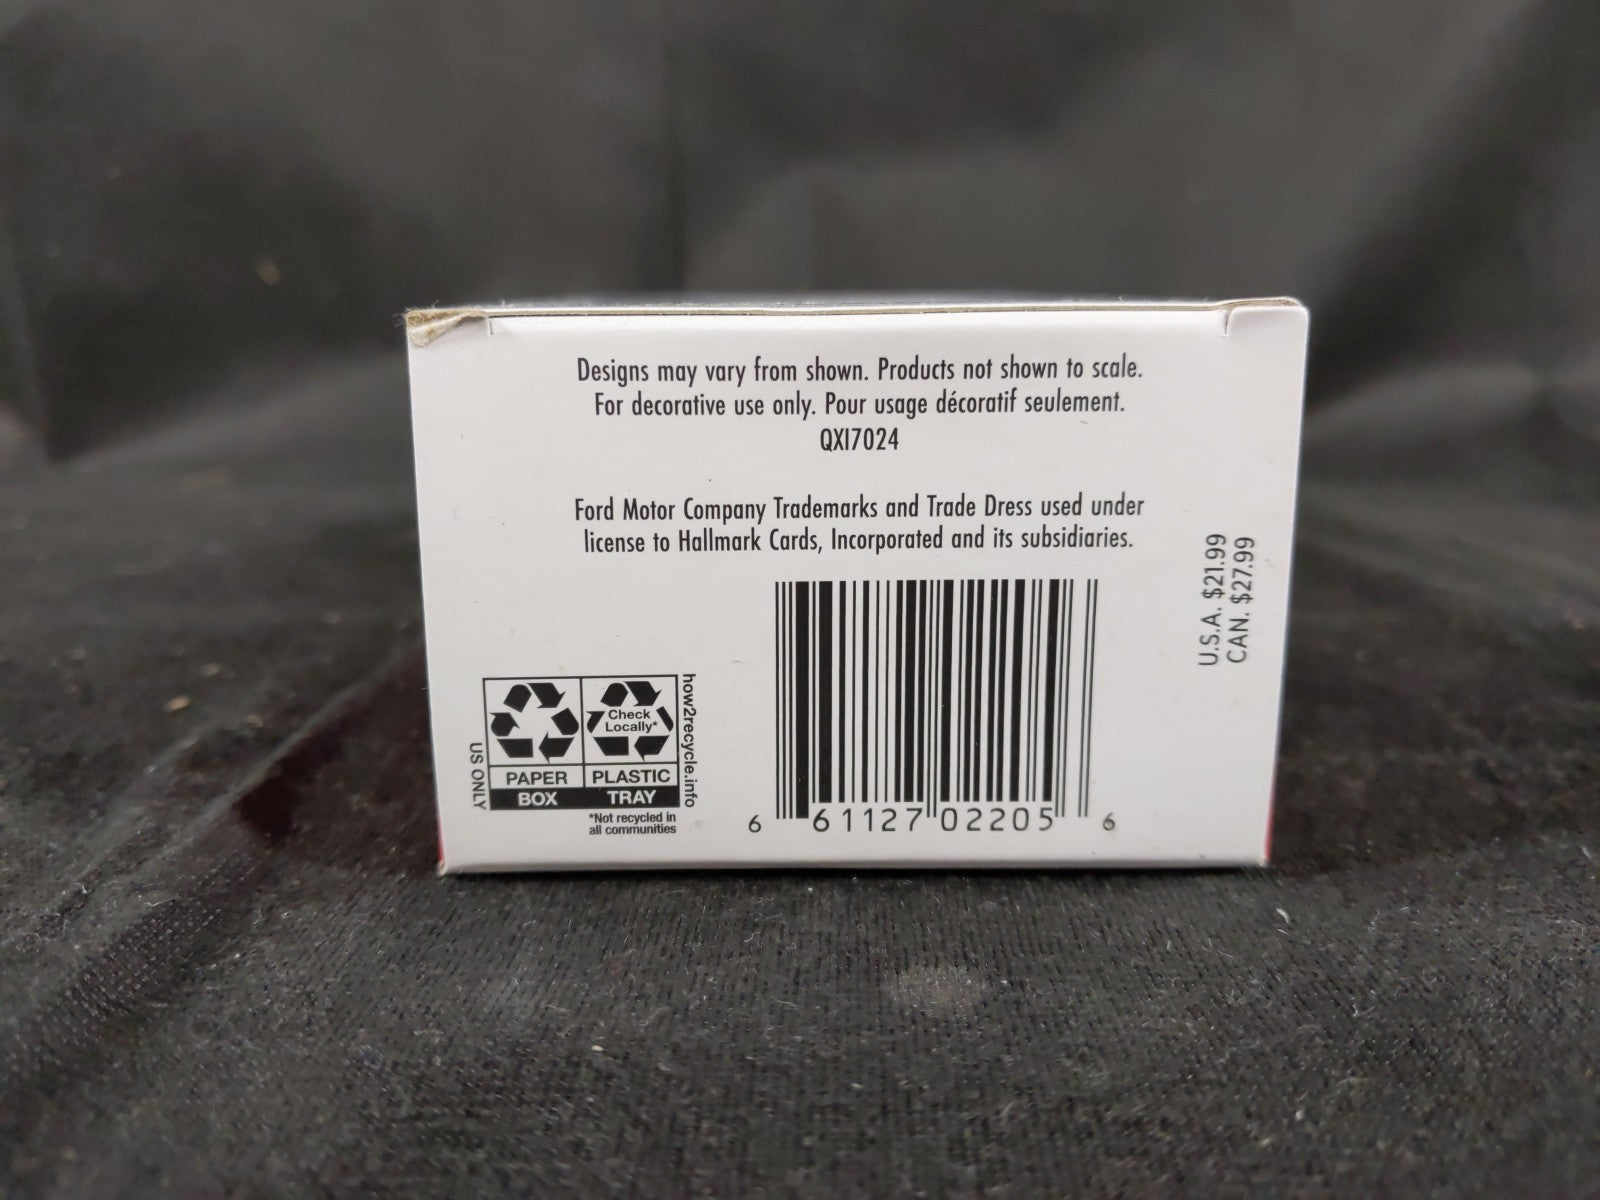 Designs may vary from shown. Products not shown to scale.
For decorative use only. Pour usage décoratif seulement.
QXI7024
Ford Motor Company Trademarks and Trade Dress used under
license to Hallmark Cards, Incorporated and its subsidiaries.
U.S.A. $21.99
CAN. $27.99
US ONLY
Check
Locally*
PAPER
PLASTIC
BOX
TRAY
*Not recycled in
all communities
how2recycle.info
6 61127 02205 6